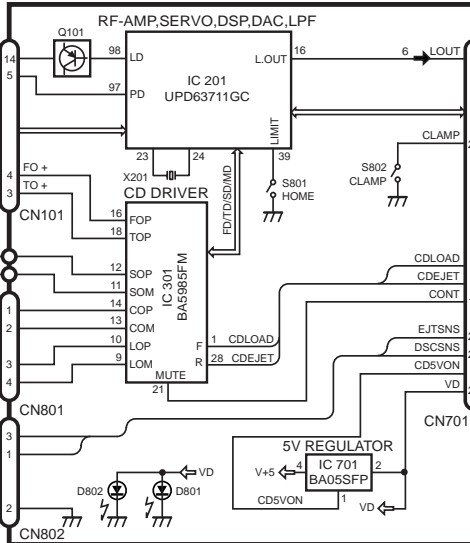 RF-AMP,SERVO,DSP,DAC,LPF
Q101
14
98 LD
5
97 PD
IC 201
UPD63711GC
L.OUT 16
6 LOUT
LIMIT
23
24
39
X201
FD/TD/SD/MD
S801
HOME
CLAMP
S802
CLAMP
4 FO +
3 TO +
CN101
CD DRIVER
16 FOP
18 TOP
12 SOP
11 SOM
14 COP
13 COM
10 LOP
9 LOM
IC 301
BA5985FM
F 1 CDLOAD
R 28 CDEJET
MUTE
21
1
2
3
4
CN801
CDLOAD
CDEJET
CONT
EJTSNS
DSCSNS
CD5VON
VD
CN701
3
1
2
CN802
D802
D801
VD
5V REGULATOR
V+5 4
IC 701
BA05SFP
2
1
CD5VON
VD